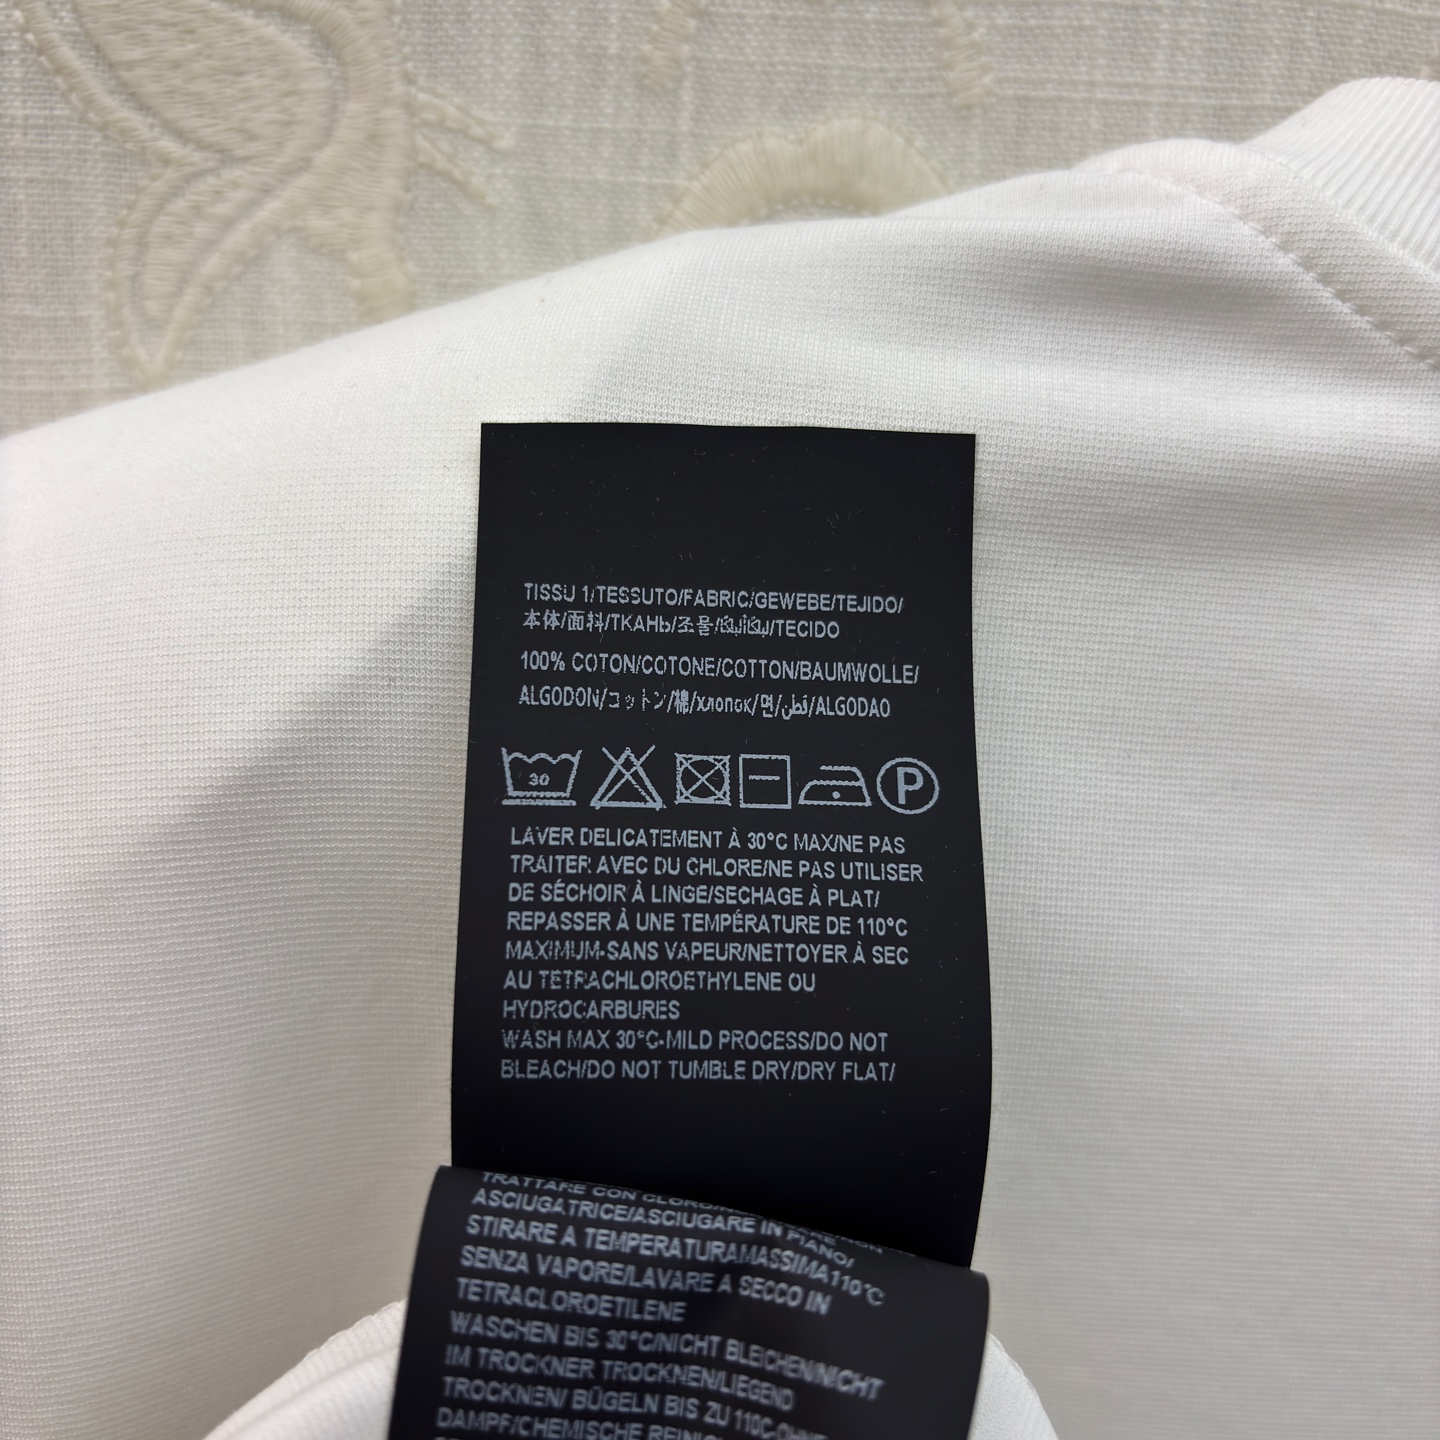 TISSU 1/TESSUTO/FABRIC/GEWEBE/TEJIDO/
本体/面料/ТКАНЬ/조물/TECIDO
100% COTON/COTONE/COTTON/BAUMWOLLE/
ALGODON/コットン/棉/хлопок/면/قطن/ALGODAO
30
P
LAVER DELICATEMENT À 30°C MAX/NE PAS
TRAITER AVEC DU CHLORE/NE PAS UTILISER
DE SÉCHOIR À LINGE/SECHAGE À PLAT/
REPASSER À UNE TEMPÉRATURE DE 110°C
MAXIMUM-SANS VAPEUR/NETTOYER À SEC
AU TETRACHLOROETHYLENE OU
HYDROCARBURES
WASH MAX 30°C-MILD PROCESS/DO NOT
BLEACH/DO NOT TUMBLE DRY/DRY FLAT/
TRATTARE CON
ASCIUGATRICE/ASCIUGARE IN PIANO/
STIRARE A TEMPERATURAMASSIMA110°C
SENZA VAPORE/LAVARE A SECCO IN
TETRACLOROETILENE
WASCHEN BIS 30°C/NICHT BLEICHEN/NICHT
IM TROCKNER TROCKNEN/LIEGEND
TROCKNEN/ BÜGELN BIS ZU 110C-OHNE
DAMPF/CHEMISCHE